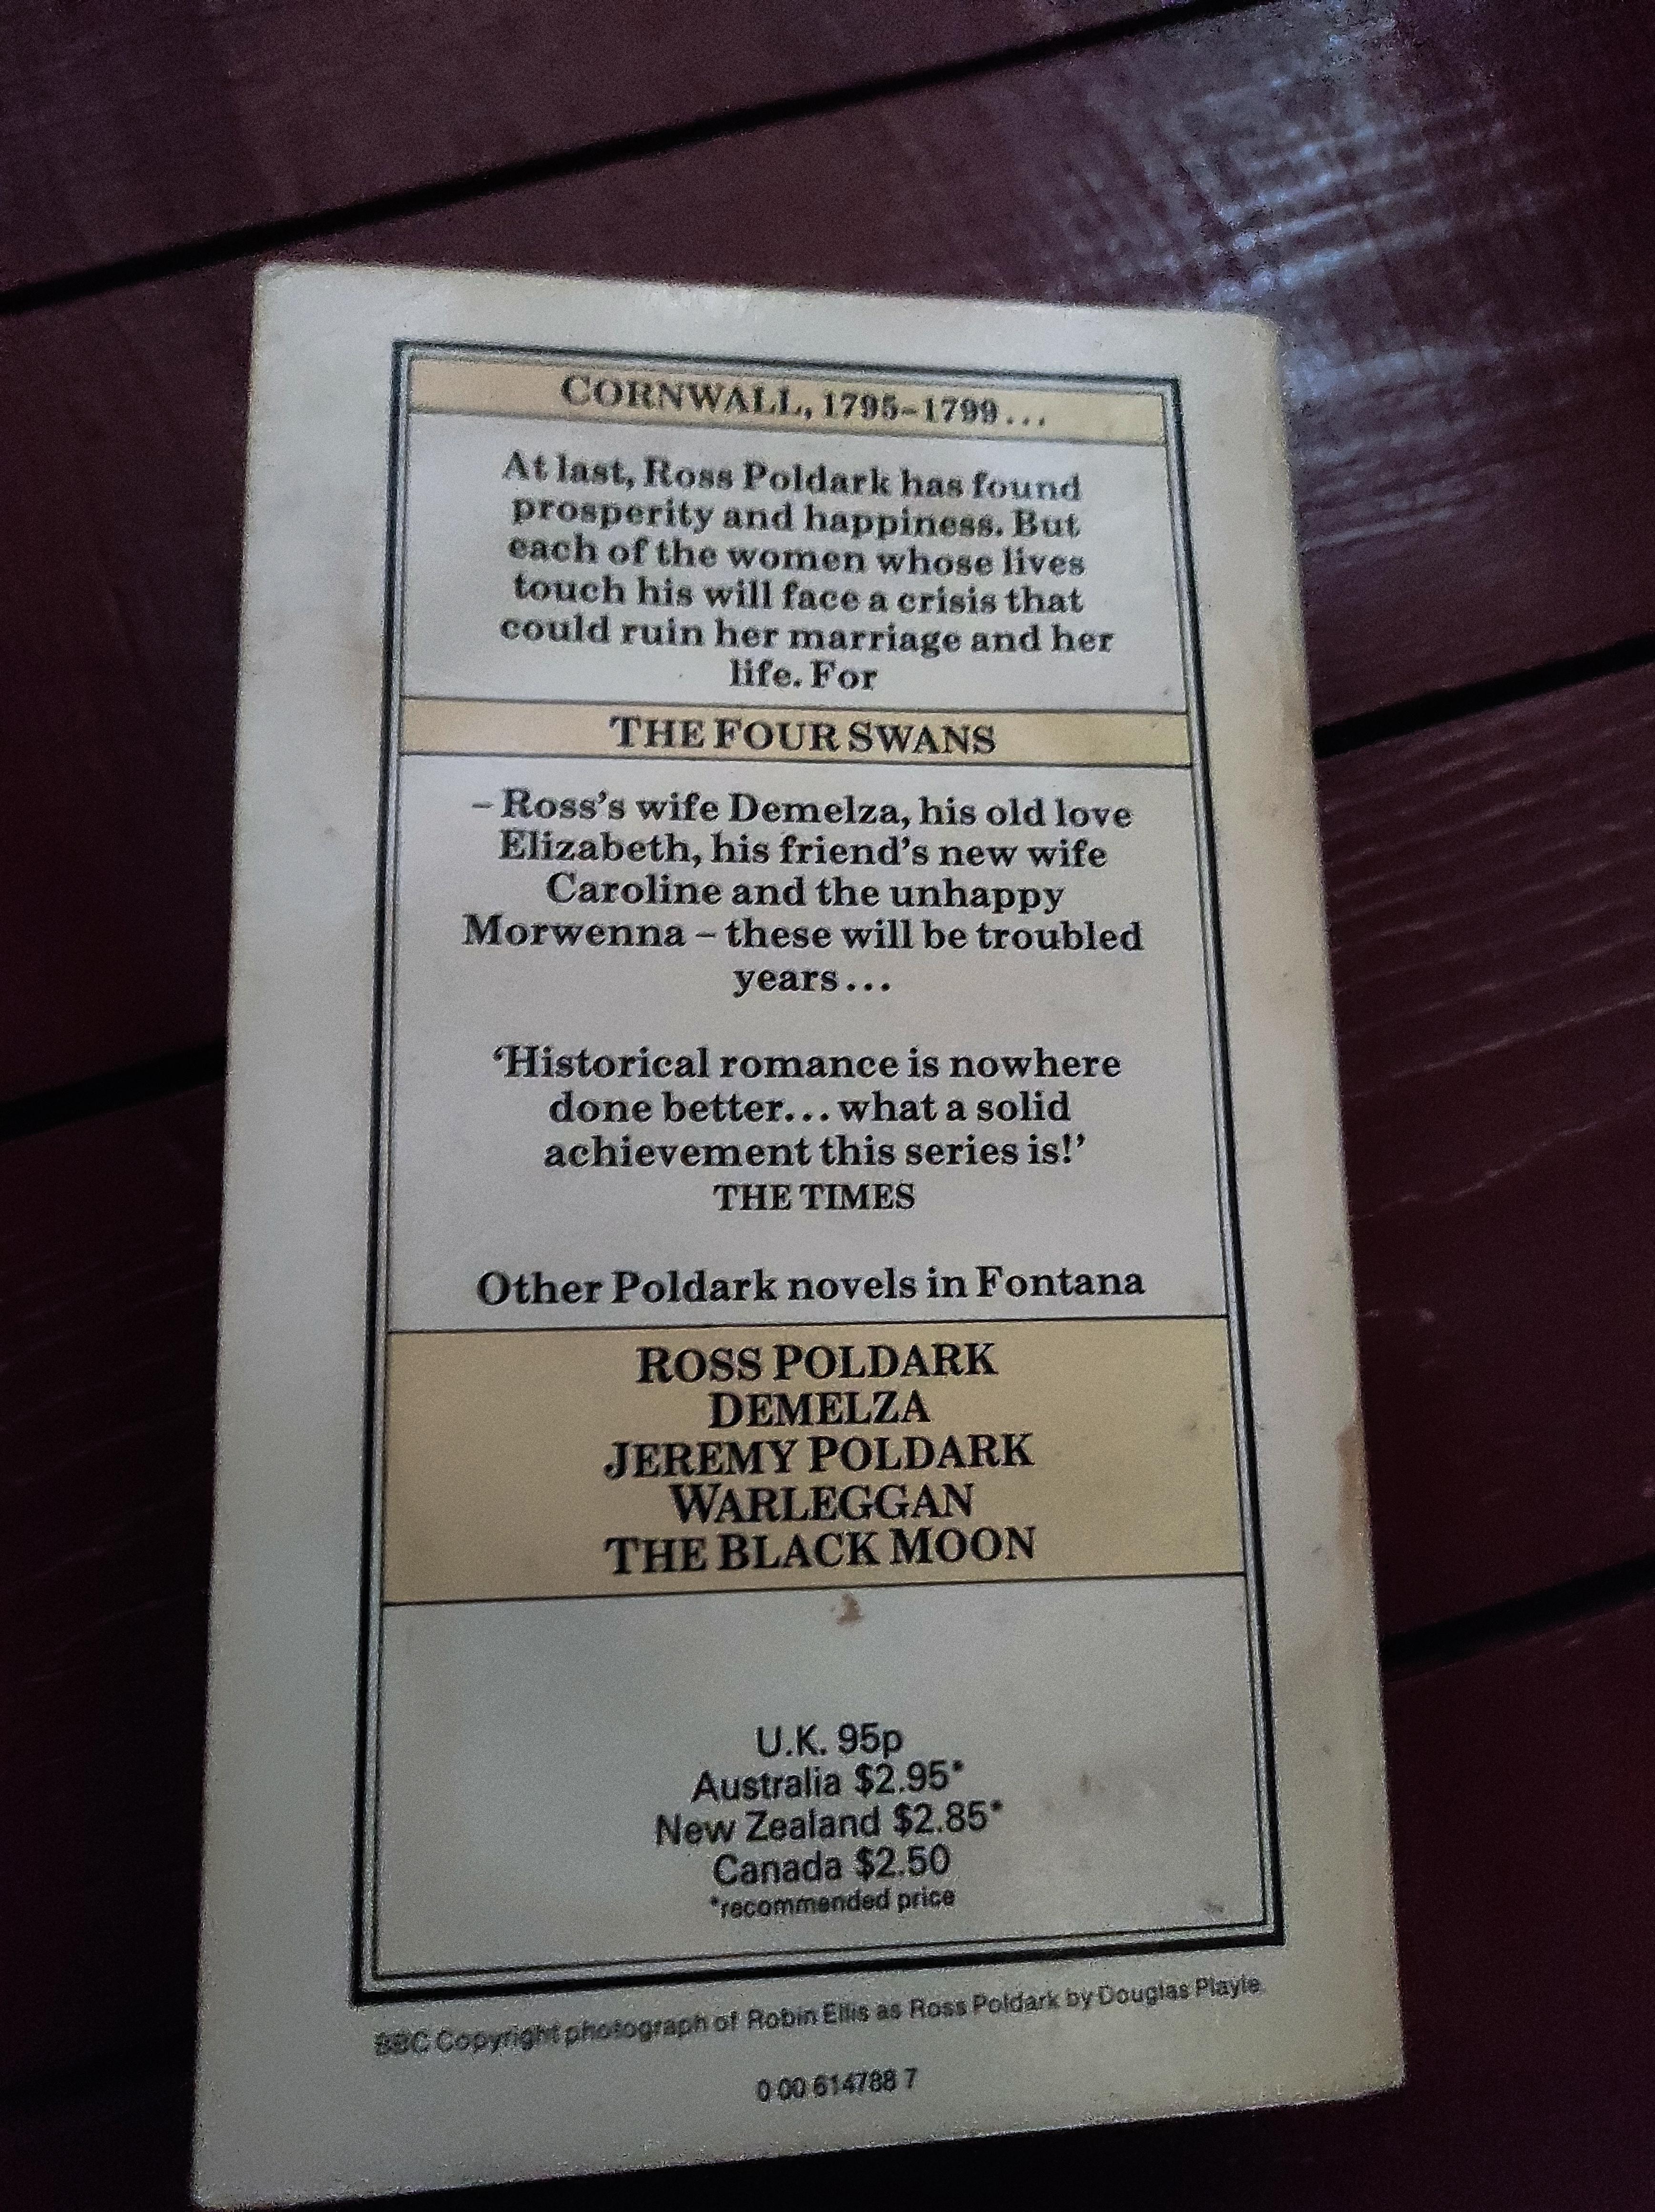 CORNWALL, 1795–1799...
At last, Ross Poldark has found
prosperity and happiness. But
each of the women whose lives
touch his will face a crisis that
could ruin her marriage and her
life. For
THE FOUR SWANS
– Ross's wife Demelza, his old love
Elizabeth, his friend's new wife
Caroline and the unhappy
Morwenna – these will be troubled
years...
‘Historical romance is nowhere
done better... what a solid
achievement this series is!’
THE TIMES
Other Poldark novels in Fontana
ROSS POLDARK
DEMELZA
JEREMY POLDARK
WARLEGGAN
THE BLACK MOON
U.K. 95p
Australia $2.95*
New Zealand $2.85*
Canada $2.50
*recommended price
BBC Copyright photograph of Robin Ellis as Ross Poldark by Douglas Playle
0 00 614788 7